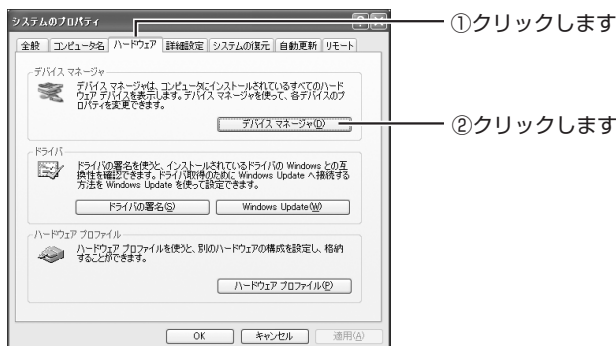 システムのプロパティ
①クリックします
全般 コンピュータ名 ハードウェア 詳細設定 システムの復元 自動更新 リモート
デバイス マネージャ
デバイス マネージャは、コンピュータにインストールされているすべてのハード
ウェア デバイスを表示します。デバイス マネージャを使って、各デバイスのプ
ロパティを変更できます。
デバイス マネージャ(D)
②クリックします
ドライバ
ドライバの署名を使うと、インストールされているドライバの Windows との互
換性を確認できます。ドライバ取得のために Windows Update へ接続する
方法を Windows Update を使って設定できます。
ドライバの署名(S) Windows Update(W)
ハードウェア プロファイル
ハードウェア プロファイルを使うと、別のハードウェアの構成を設定し、格納
することができます。
ハードウェア プロファイル(P)
OK キャンセル 適用(A)